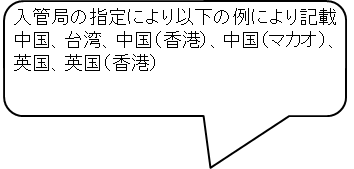 入管局の指定により以下の例により記載
中国、台湾、中国(香港)、中国(マカオ)、
英国、英国(香港)